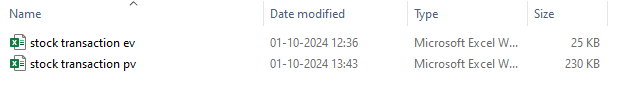 Name Date modified Type Size
stock transaction ev 01-10-2024 12:36 Microsoft Excel W... 25 KB
stock transaction pv 01-10-2024 13:43 Microsoft Excel W... 230 KB